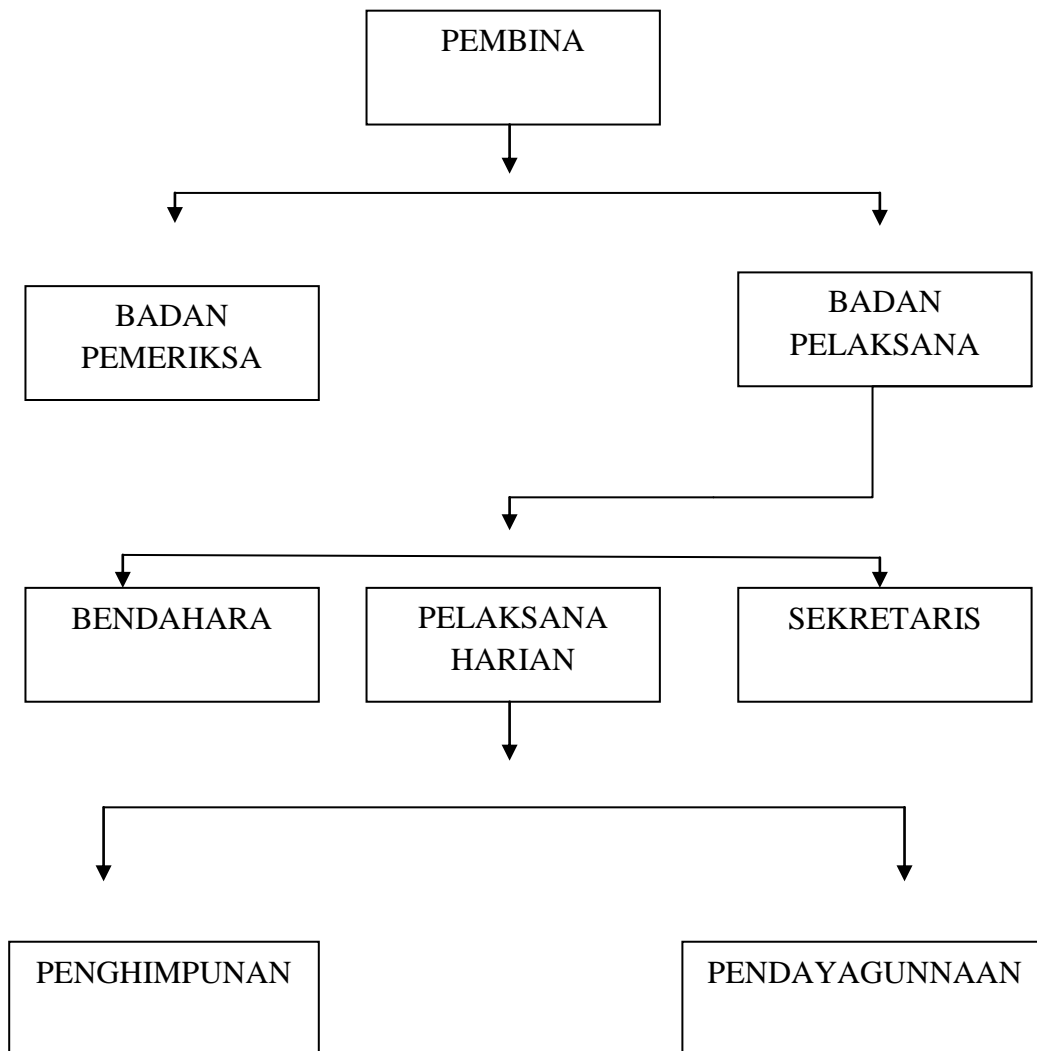 PEMBINA
BADAN
PEMERIKSA
BADAN
PELAKSANA
BENDAHARA
PELAKSANA
HARIAN
SEKRETARIS
PENGHIMPUNAN
PENDAYAGUNNAAN